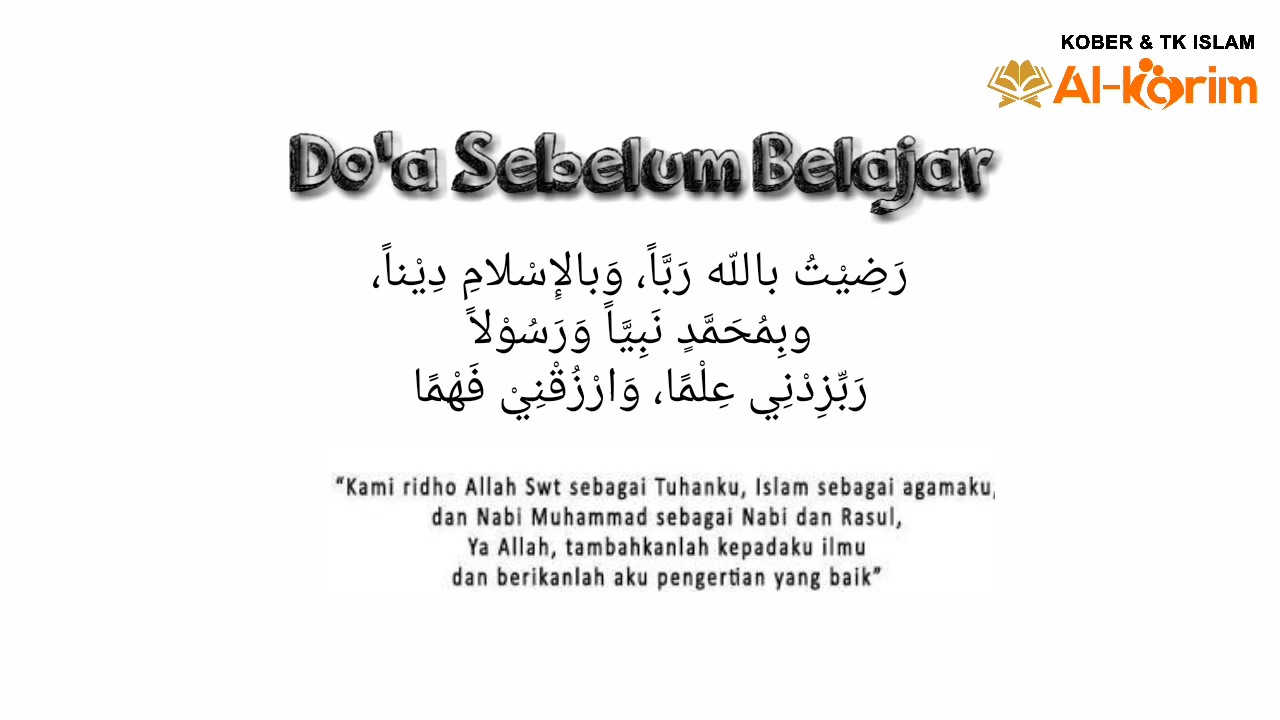 KOBER & TK ISLAM
Al-karim
Do'a Sebelum Belajar
رَضِيْتُ بالله رَبَّاً، وَبالإِسْلامِ دِيْناً،
وبِمُحَمَّدٍ نَبِيَّاً وَرَسُوْلاً
رَبِّزِدْنِي عِلْمًا، وَارْزُقْنِيْ فَهْمًا
“Kami ridho Allah Swt sebagai Tuhanku, Islam sebagai agamaku,
dan Nabi Muhammad sebagai Nabi dan Rasul,
Ya Allah, tambahkanlah kepadaku ilmu
dan berikanlah aku pengertian yang baik”